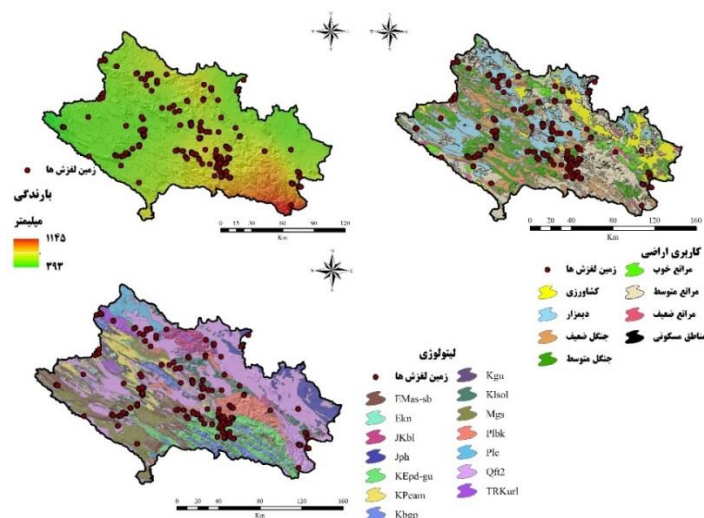 زمین لغزش ها
بارندگی
میلیمتر
۱۱۴۵
۳۹۳
0 15 30 60 90 120
Km
0 10 20 40 80 120 160
Km
کاربری اراضی
زمین لغزش ها
کشاورزی
دیمزار
جنگل ضعیف
جنگل متوسط
مراتع خوب
مراتع متوسط
مراتع ضعیف
مناطق مسکونی
لیتولوژی
زمین لغزش ها
EMas-sb
Ekn
JKbl
Jph
KEpd-gu
KPeam
Kbgp
Kgu
Klsol
Mgs
Plbk
Plc
Qft2
TRKurl
0 10 20 40 80 120 160
Km